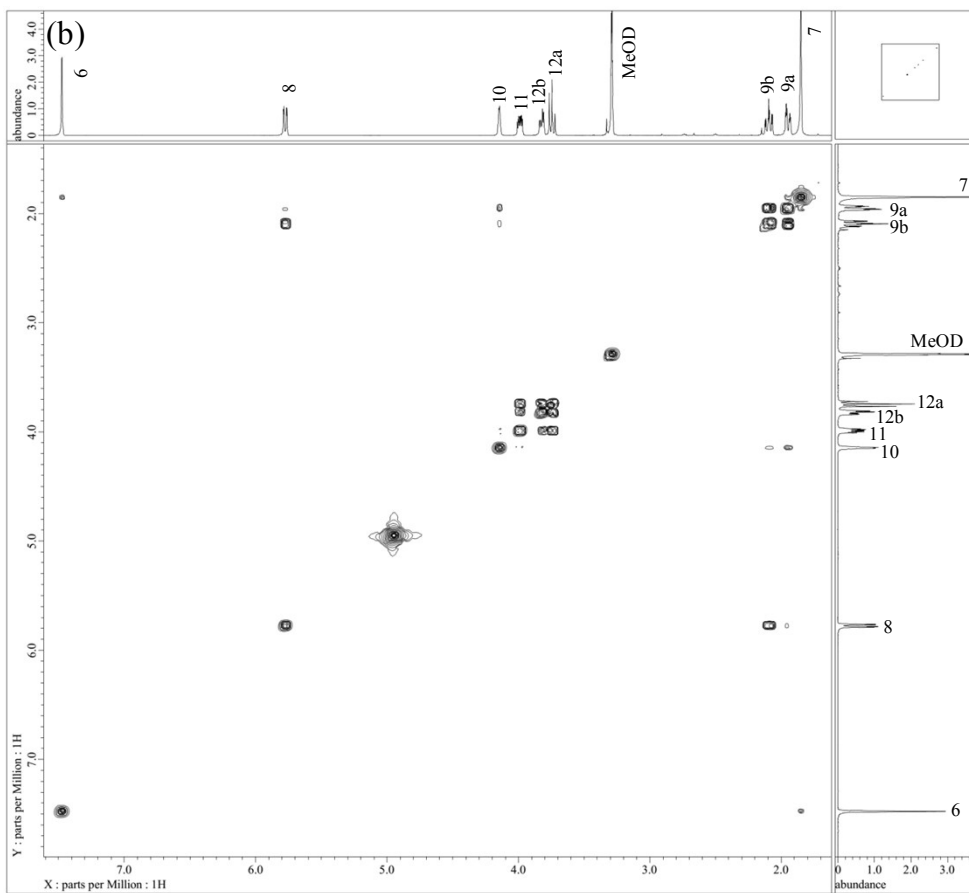 (b)
abundance
4.0
3.0
2.0
1.0
0
6
8
10
11
12b
12a
MeOD
9b
9a
7
2.0
3.0
4.0
5.0
6.0
7.0
Y : parts per Million : 1H
7
9a
9b
MeOD
12a
12b
11
10
8
6
7.0
6.0
5.0
4.0
3.0
2.0
X : parts per Million : 1H
0
1.0
2.0
3.0
abundance